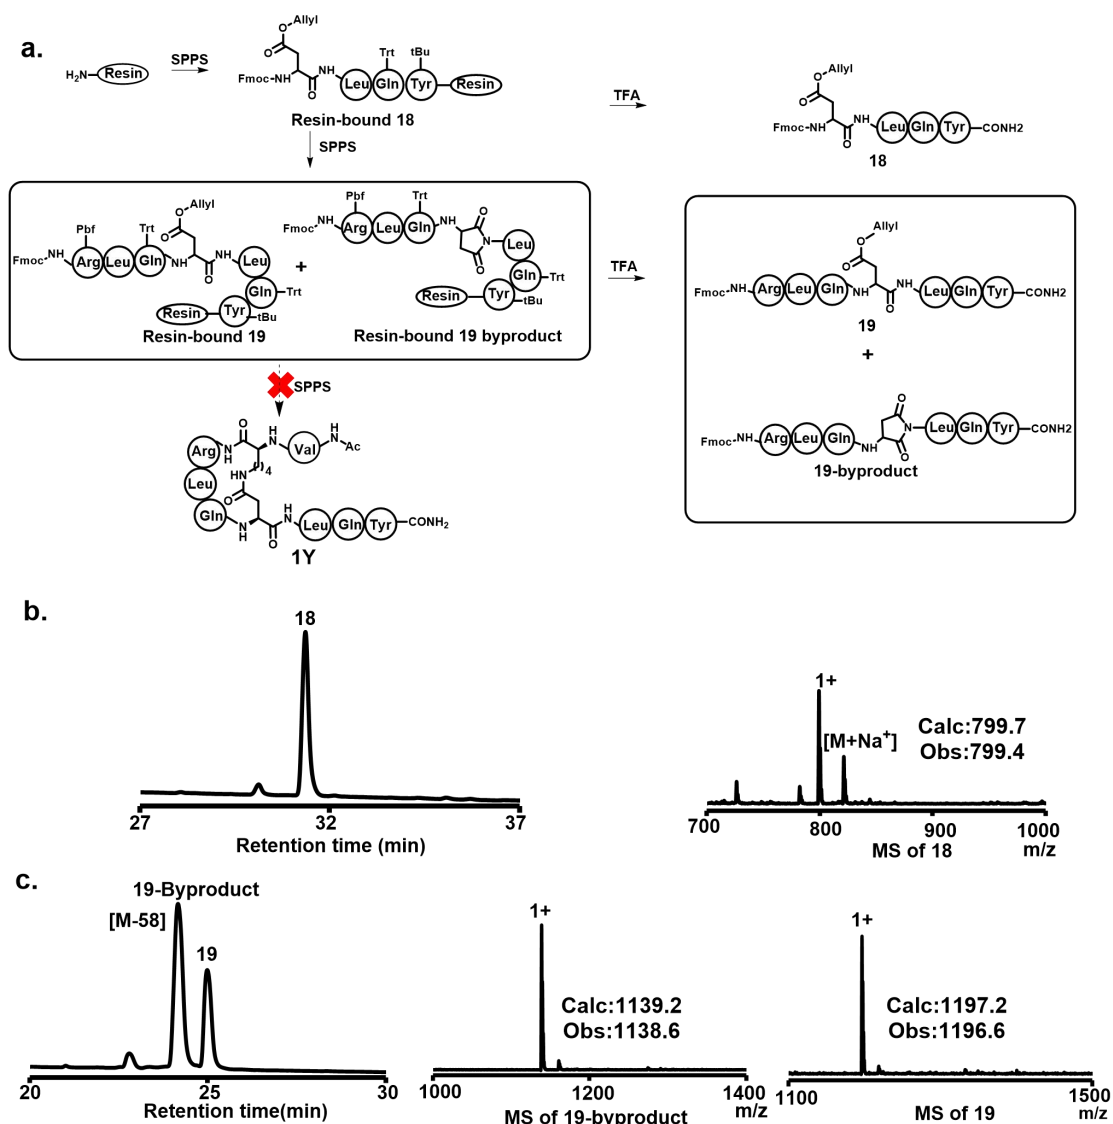 a.
H2N
Resin
SPPS
Allyl
O
O
Fmoc
NH
O
NH
Leu
Trt
Gln
tBu
Tyr
Resin
Resin-bound 18
SPPS
TFA
Allyl
O
O
Fmoc
NH
O
NH
Leu
Gln
Tyr
CONH2
18
Fmoc
NH
Pbf
Arg
Leu
Trt
Gln
NH
Allyl
O
O
O
NH
Leu
Gln
Trt
Tyr
tBu
Resin
Resin-bound 19
+
Fmoc
NH
Pbf
Arg
Leu
Trt
Gln
NH
O
N
O
Leu
Gln
Trt
Tyr
tBu
Resin
Resin-bound 19 byproduct
TFA
Fmoc
NH
Arg
Leu
Gln
NH
Allyl
O
O
O
NH
Leu
Gln
Tyr
CONH2
19
+
Fmoc
NH
Arg
Leu
Gln
NH
O
N
O
Leu
Gln
Tyr
CONH2
19-byproduct
SPPS
Arg
N
H
O
H
N
Val
H
N
Ac
Leu
HN
4
O
Gln
N
H
O
H
N
Leu
Gln
Tyr
CONH2
1Y
b.
18
27
32
37
Retention time (min)
1+
[M+Na+]
Calc:799.7
Obs:799.4
700
800
900
1000
MS of 18
m/z
c.
19-Byproduct
[M-58]
19
20
25
30
Retention time(min)
1+
Calc:1139.2
Obs:1138.6
1000
1200
1400
MS of 19-byproduct
m/z
1+
Calc:1197.2
Obs:1196.6
1100
1500
MS of 19
m/z